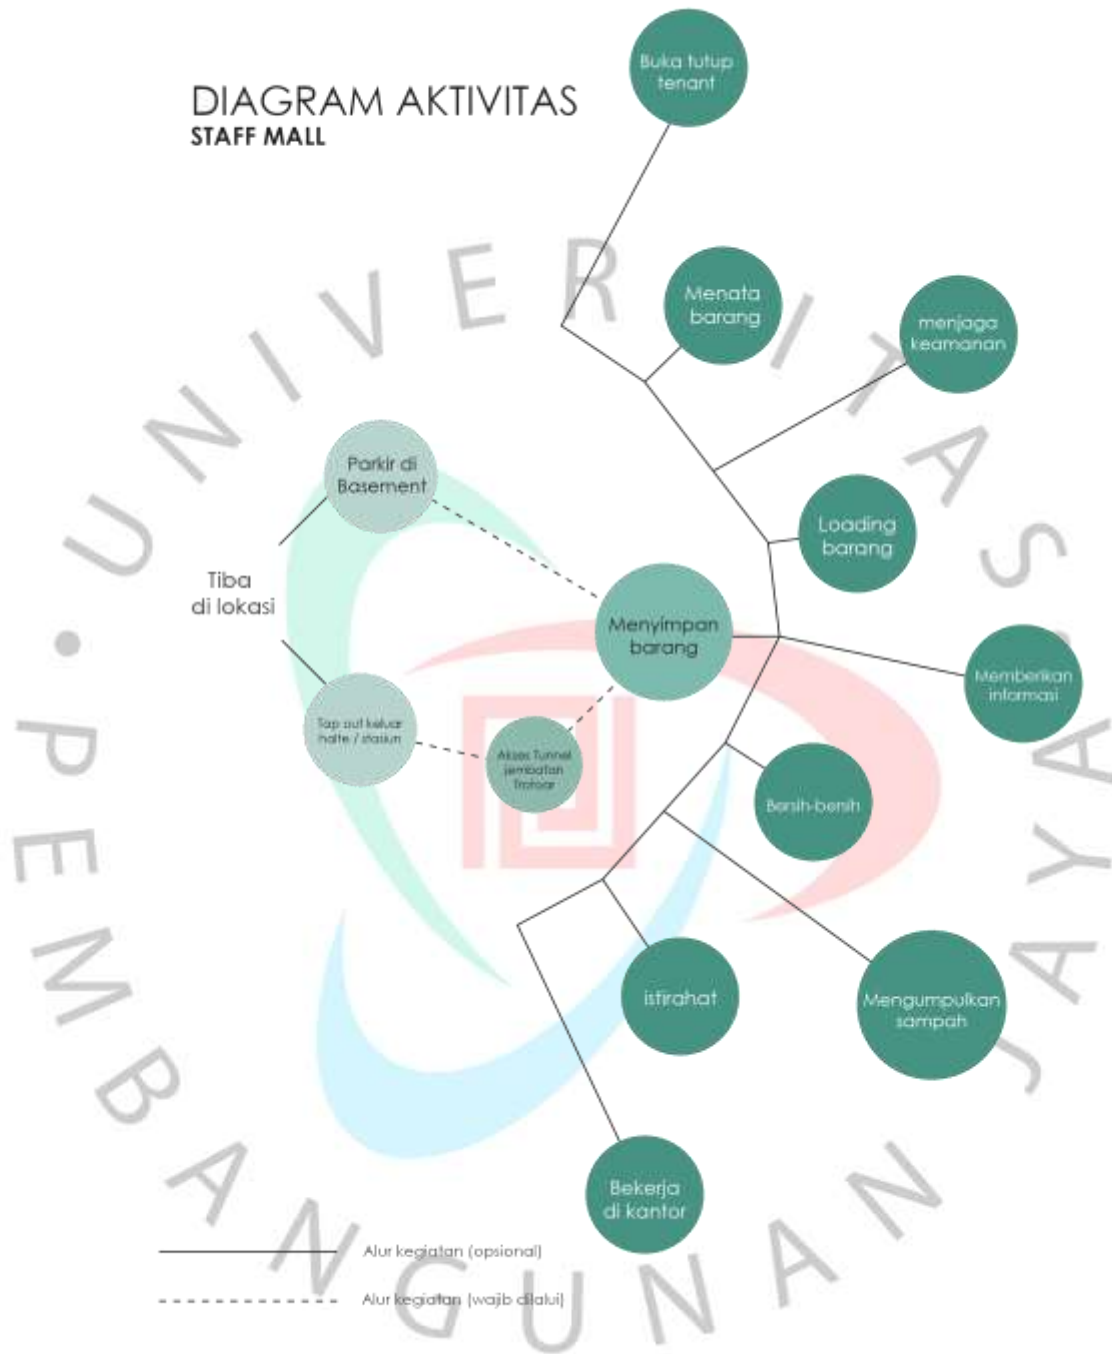 DIAGRAM AKTIVITAS
STAFF MALL
Buka tutup
tenant
Menata
barang
menjaga
keamanan
Parkir di
Basement
Loading
barang
Tiba
di lokasi
Menyimpan
barang
Memberikan
informasi
Tap out keluar
halte / stasiun
Akses Tunnel
jembatan
Trotoar
Bersih-bersih
istirahat
Mengumpulkan
sampah
Bekerja
di kantor
Alur kegiatan (opsional)
Alur kegiatan (wajib dilalui)
UNIVERSITAS PEMBANGUNAN JAYA